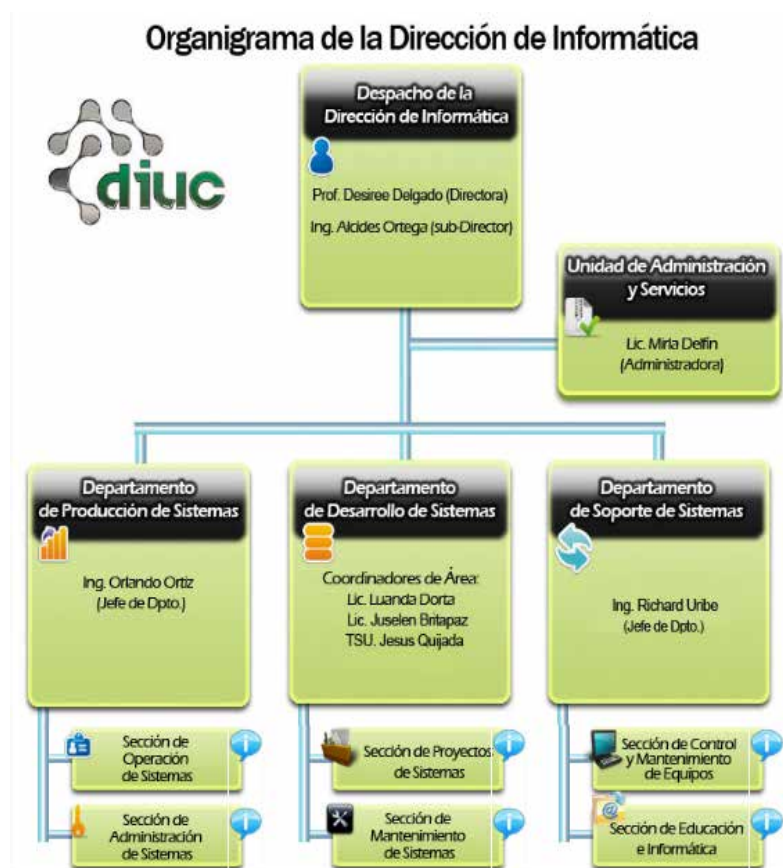 Organigrama de la Dirección de Informática
diuc
Despacho de la
Dirección de Informática
Prof. Desiree Delgado (Directora)
Ing. Alcides Ortega (sub-Director)
Unidad de Administración
y Servicios
Lic. Mirla Delfin
(Administradora)
Departamento
de Producción de Sistemas
Ing. Orlando Ortiz
(Jefe de Dpto.)
Departamento
de Desarrollo de Sistemas
Coordinadores de Área:
Lic. Luanda Dorta
Lic. Juselen Britapaz
TSU. Jesus Quijada
Departamento
de Soporte de Sistemas
Ing. Richard Uribe
(Jefe de Dpto.)
Sección de
Operación
de Sistemas
Sección de
Administración
de Sistemas
Sección de Proyectos
de Sistemas
Sección de
Mantenimiento
de Sistemas
Sección de Control
y Mantenimiento
de Equipos
Sección de Educación
e Informática